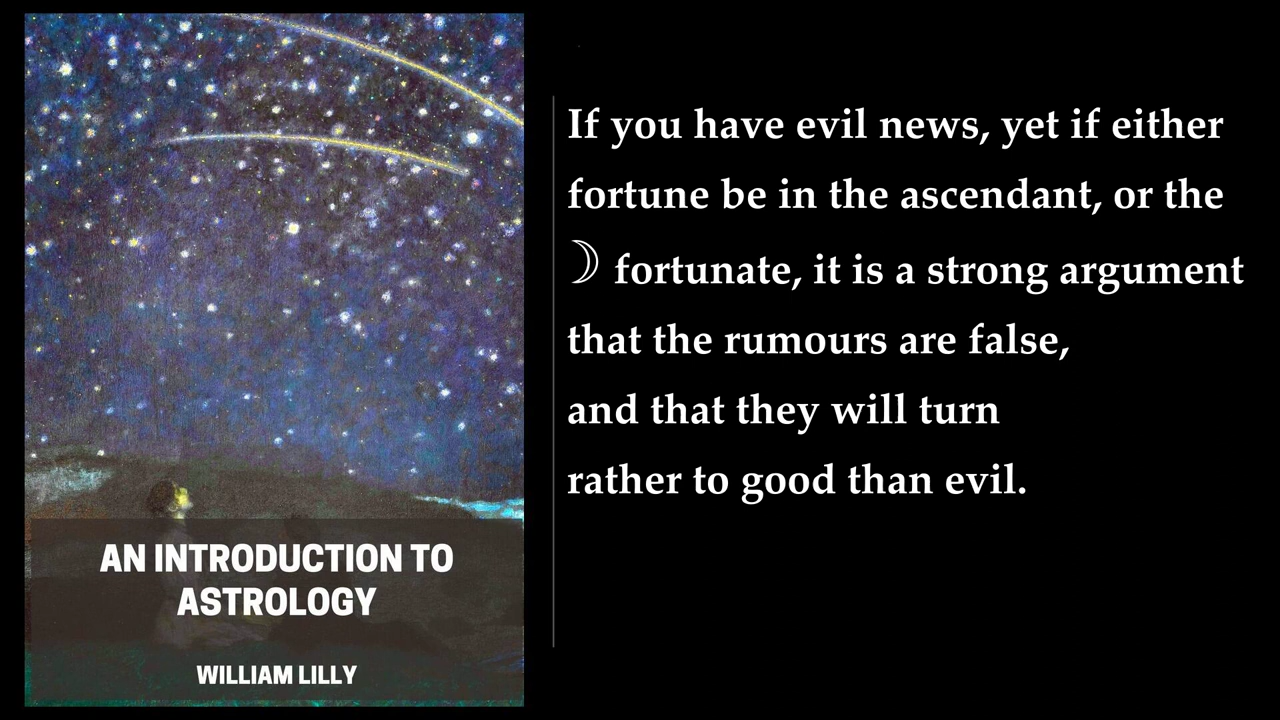 If you have evil news, yet if either
fortune be in the ascendant, or the
☽ fortunate, it is a strong argument
that the rumours are false,
and that they will turn
rather to good than evil.
AN INTRODUCTION TO
ASTROLOGY
WILLIAM LILLY